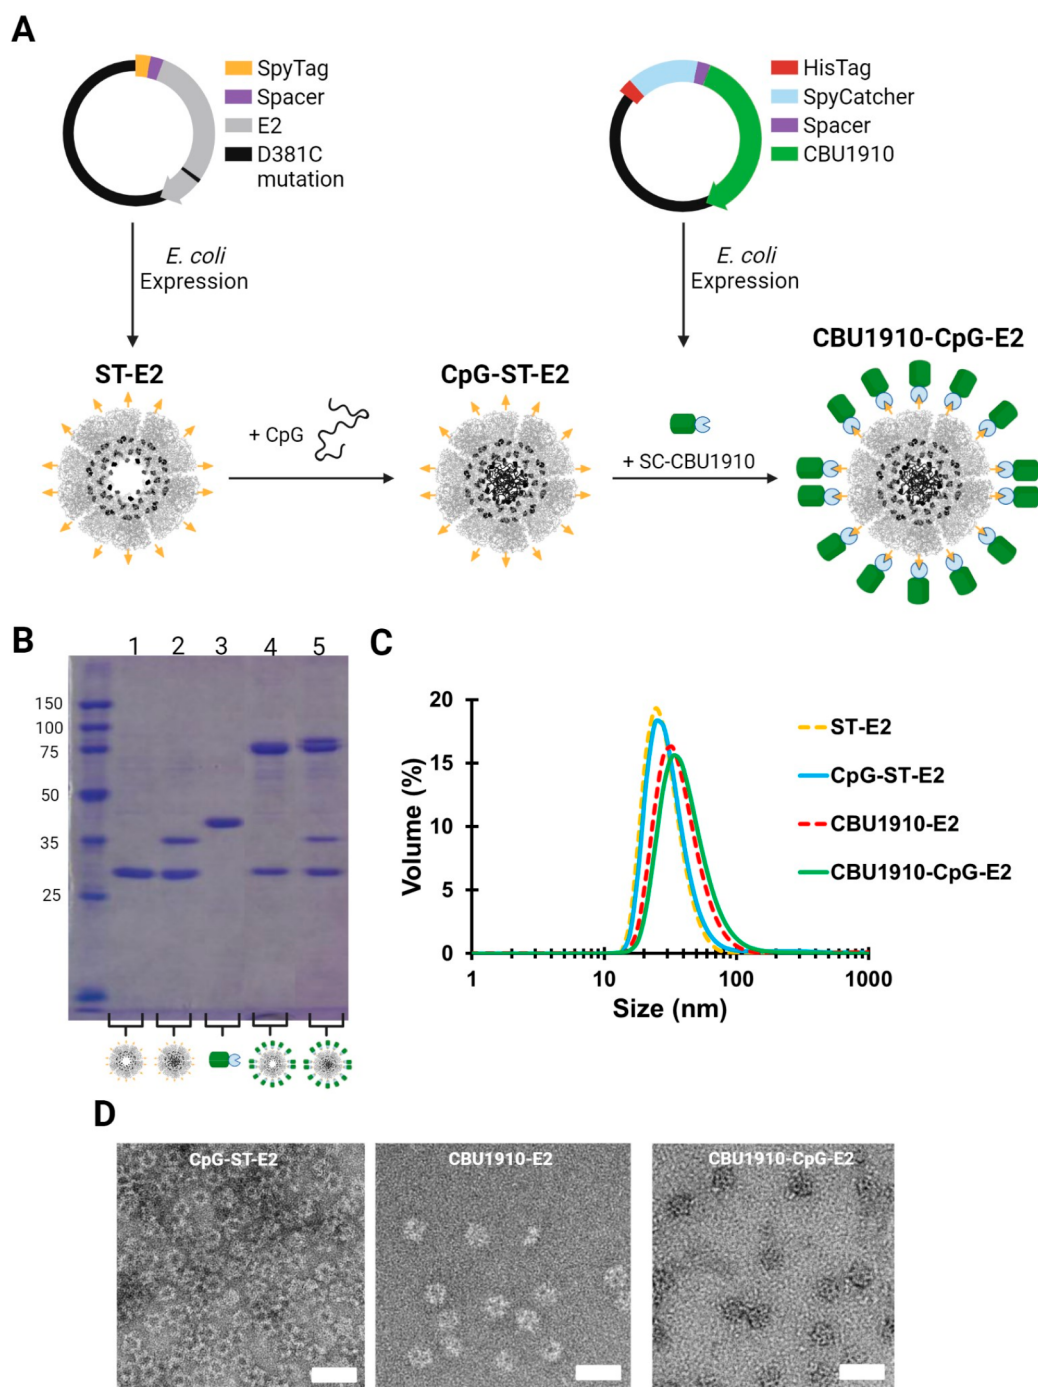 A
SpyTag
Spacer
E2
D381C
mutation
HisTag
SpyCatcher
Spacer
CBU1910
E. coli
Expression
E. coli
Expression
ST-E2
CpG-ST-E2
CBU1910-CpG-E2
+ CpG
+ SC-CBU1910
B
1 2 3 4 5
150
100
75
50
35
25
C
20
15
10
5
0
Volume (%)
1 10 100 1000
Size (nm)
ST-E2
CpG-ST-E2
CBU1910-E2
CBU1910-CpG-E2
D
CpG-ST-E2
CBU1910-E2
CBU1910-CpG-E2